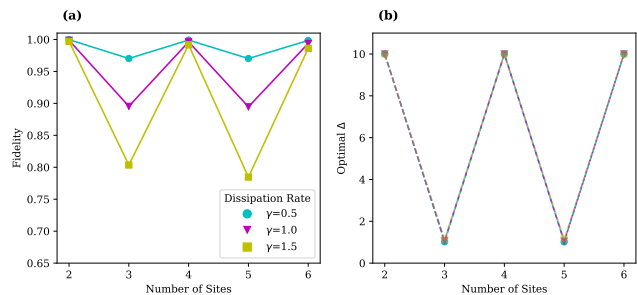 (a)
1.00
0.95
0.90
0.85
0.80
0.75
0.70
0.65
Fidelity
2 3 4 5 6
Number of Sites
Dissipation Rate
γ=0.5
γ=1.0
γ=1.5
(b)
10
8
6
4
2
0
Optimal Δ
2 3 4 5 6
Number of Sites